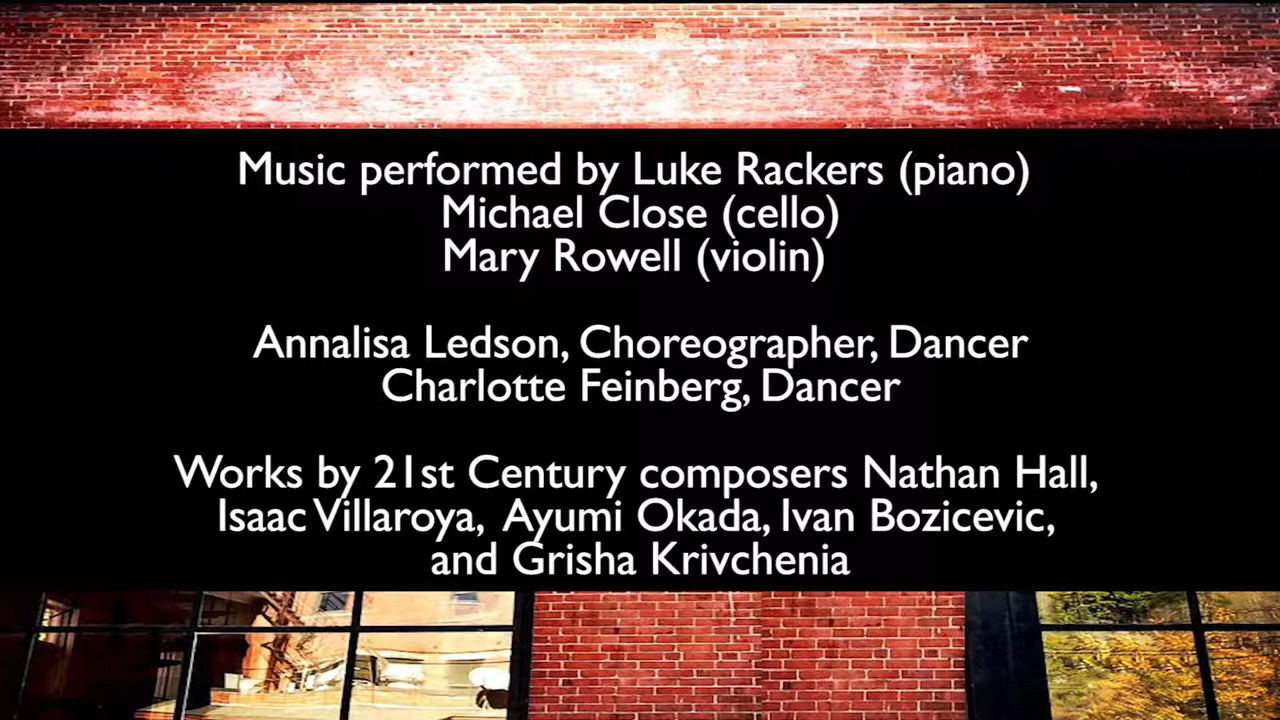 Music performed by Luke Rackers (piano)
Michael Close (cello)
Mary Rowell (violin)
Annalisa Ledson, Choreographer, Dancer
Charlotte Feinberg, Dancer
Works by 21st Century composers Nathan Hall,
Isaac Villaroya, Ayumi Okada, Ivan Bozicevic,
and Grisha Krivchenia